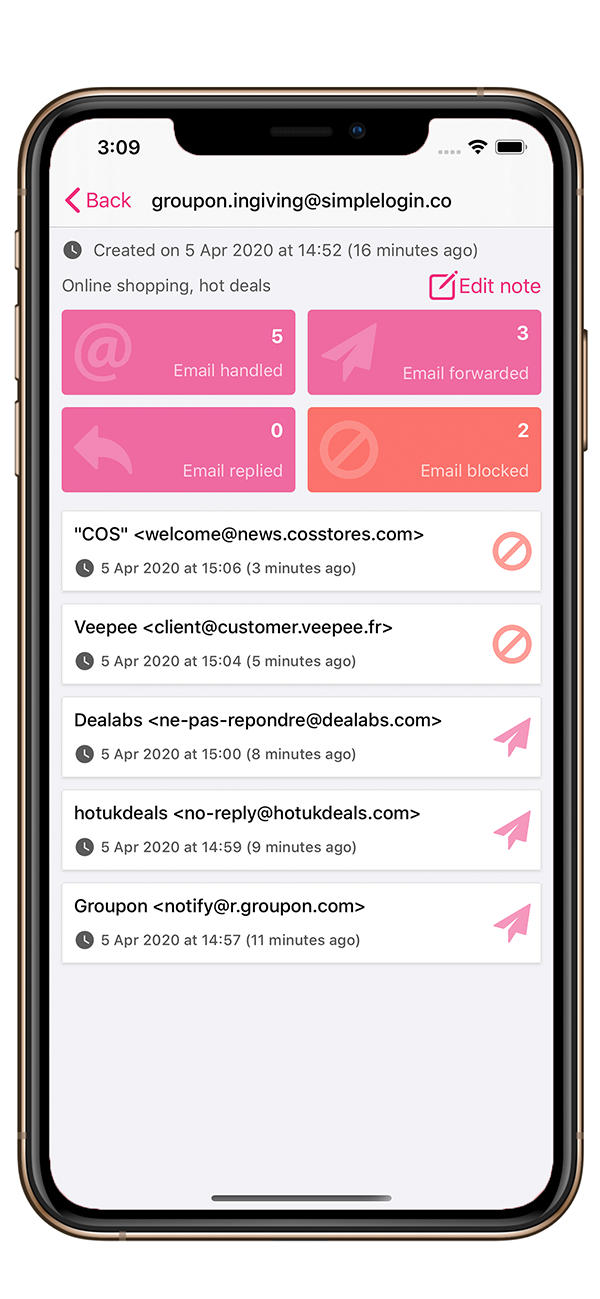 3:09
Back groupon.ingiving@simplelogin.co
Created on 5 Apr 2020 at 14:52 (16 minutes ago)
Online shopping, hot deals Edit note
@ 5 3
Email handled Email forwarded
0 2
Email replied Email blocked
"COS" <welcome@news.cosstores.com>
5 Apr 2020 at 15:06 (3 minutes ago)
Veepee <client@customer.veepee.fr>
5 Apr 2020 at 15:04 (5 minutes ago)
Dealabs <ne-pas-repondre@dealabs.com>
5 Apr 2020 at 15:00 (8 minutes ago)
hotukdeals <no-reply@hotukdeals.com>
5 Apr 2020 at 14:59 (9 minutes ago)
Groupon <notify@r.groupon.com>
5 Apr 2020 at 14:57 (11 minutes ago)